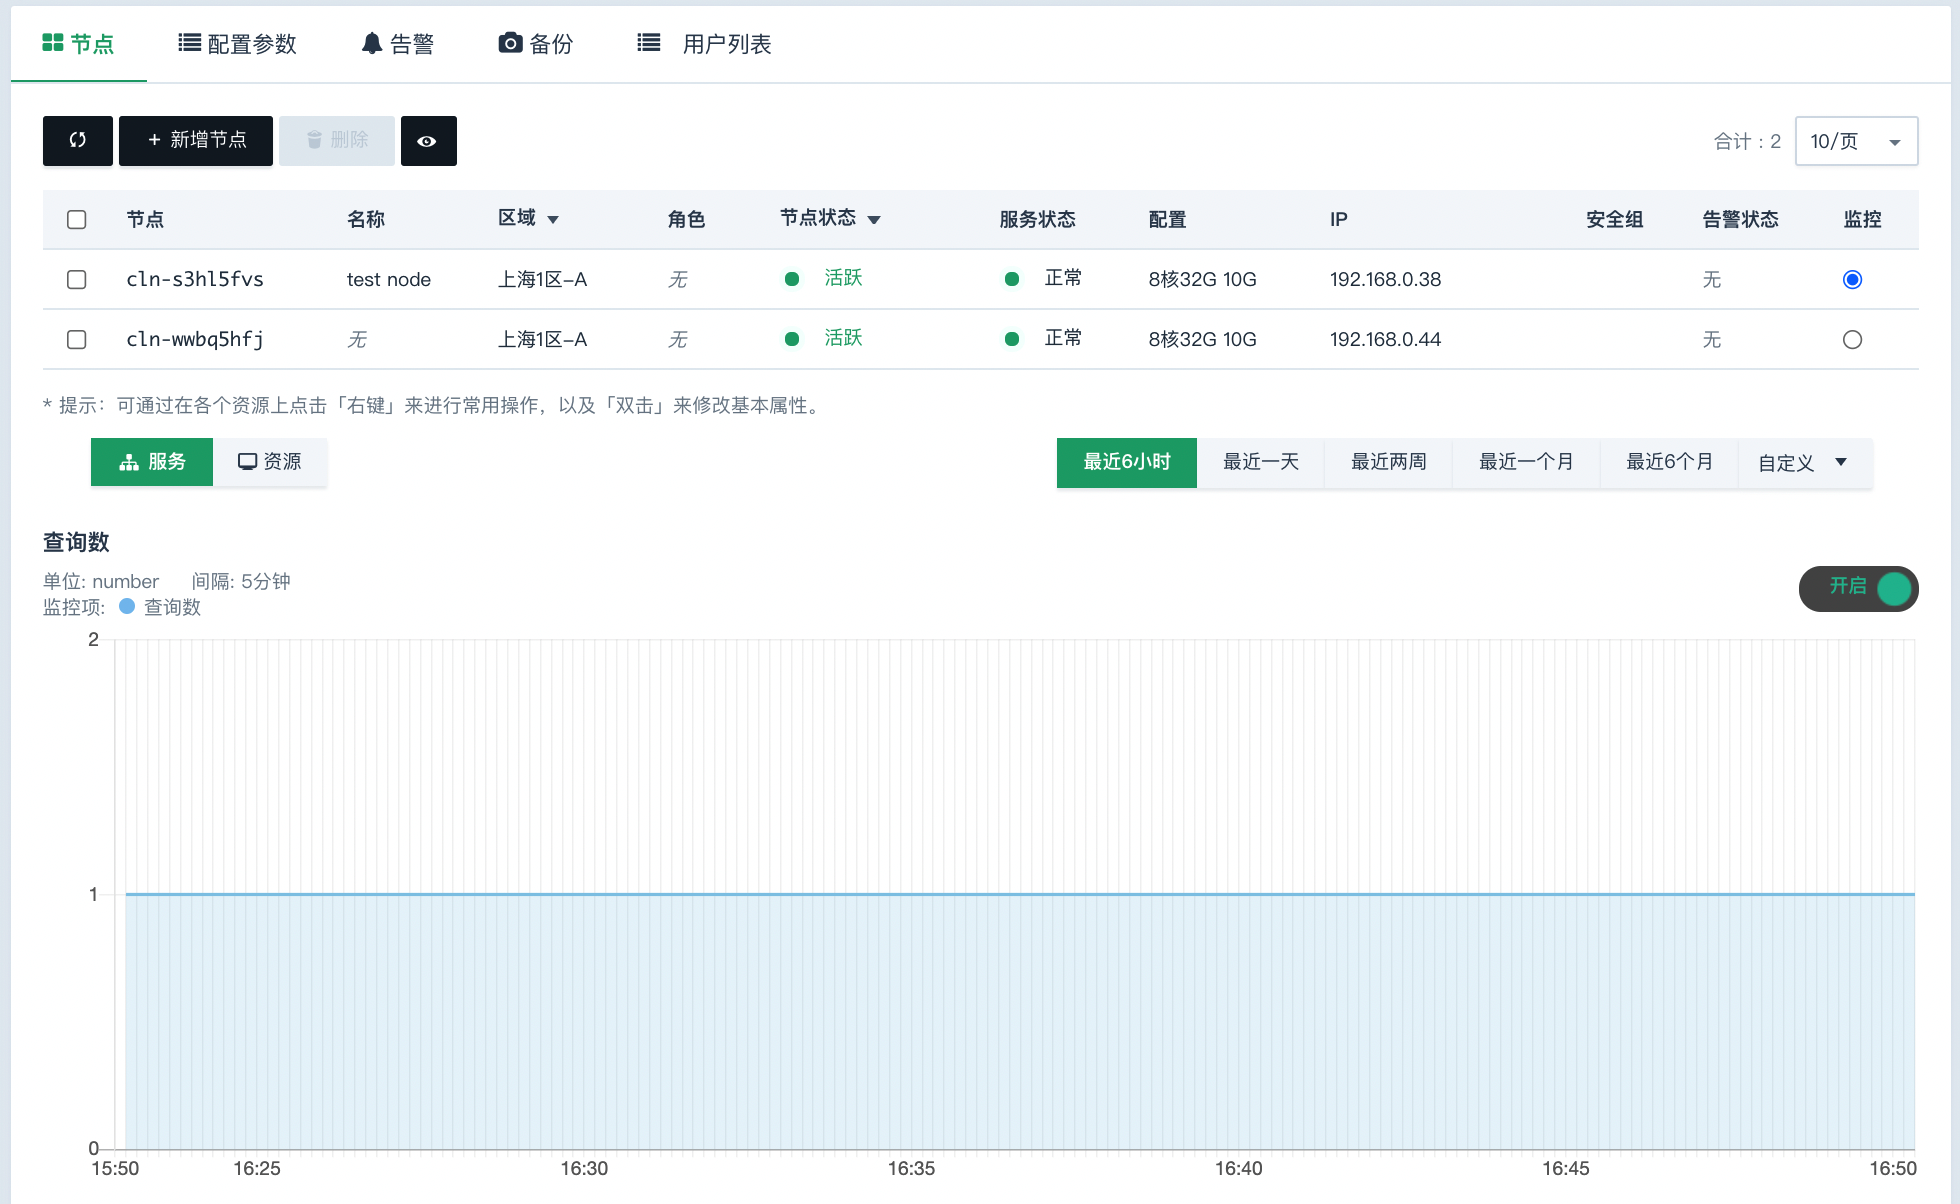 节点 配置参数 告警 备份 用户列表
+ 新增节点 删除 合计：2 10/页
节点 名称 区域 角色 节点状态 服务状态 配置 IP 安全组 告警状态 监控
cln-s3hl5fvs test node 上海1区-A 无 活跃 正常 8核32G 10G 192.168.0.38 无
cln-wwbq5hfj 无 上海1区-A 无 活跃 正常 8核32G 10G 192.168.0.44 无
* 提示：可通过在各个资源上点击「右键」来进行常用操作，以及「双击」来修改基本属性。
服务 资源 最近6小时 最近一天 最近两周 最近一个月 最近6个月 自定义
查询数
单位: number 间隔: 5分钟
开启
监控项: 查询数
2
1
0
15:50 16:25 16:30 16:35 16:40 16:45 16:50